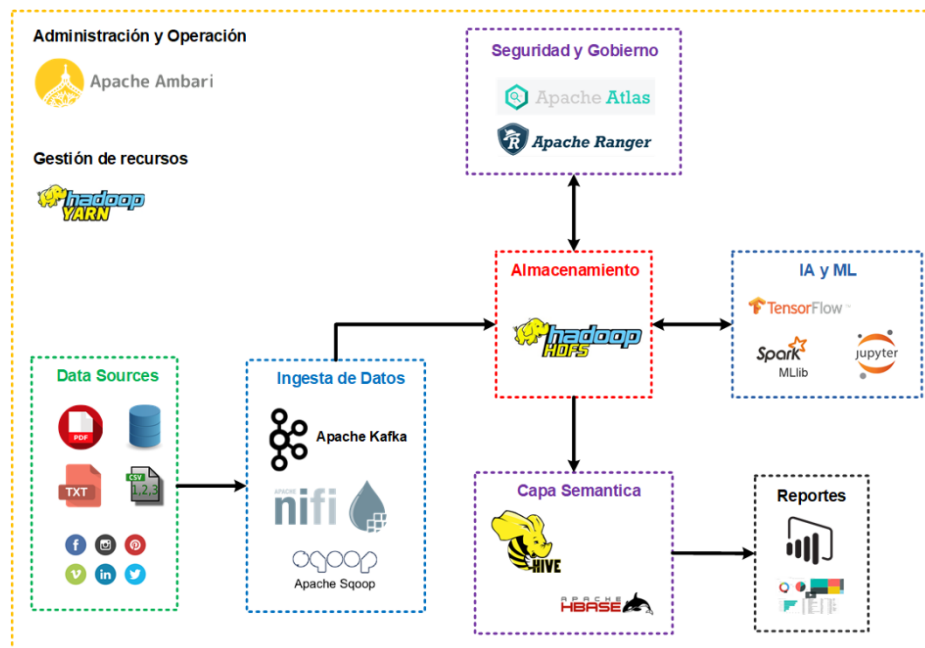 Administración y Operación
Apache Ambari
Gestión de recursos
hadoop
YARN
Seguridad y Gobierno
Apache Atlas
R
Apache Ranger
Almacenamiento
hadoop
HDFS
IA y ML
TensorFlow
Spark
MLlib
jupyter
Data Sources
PDF
TXT
CSV
1,2,3
Ingesta de Datos
Apache Kafka
APACHE
nifi
sqoop
Apache Sqoop
Capa Semantica
HIVE
APACHE
HBASE
Reportes